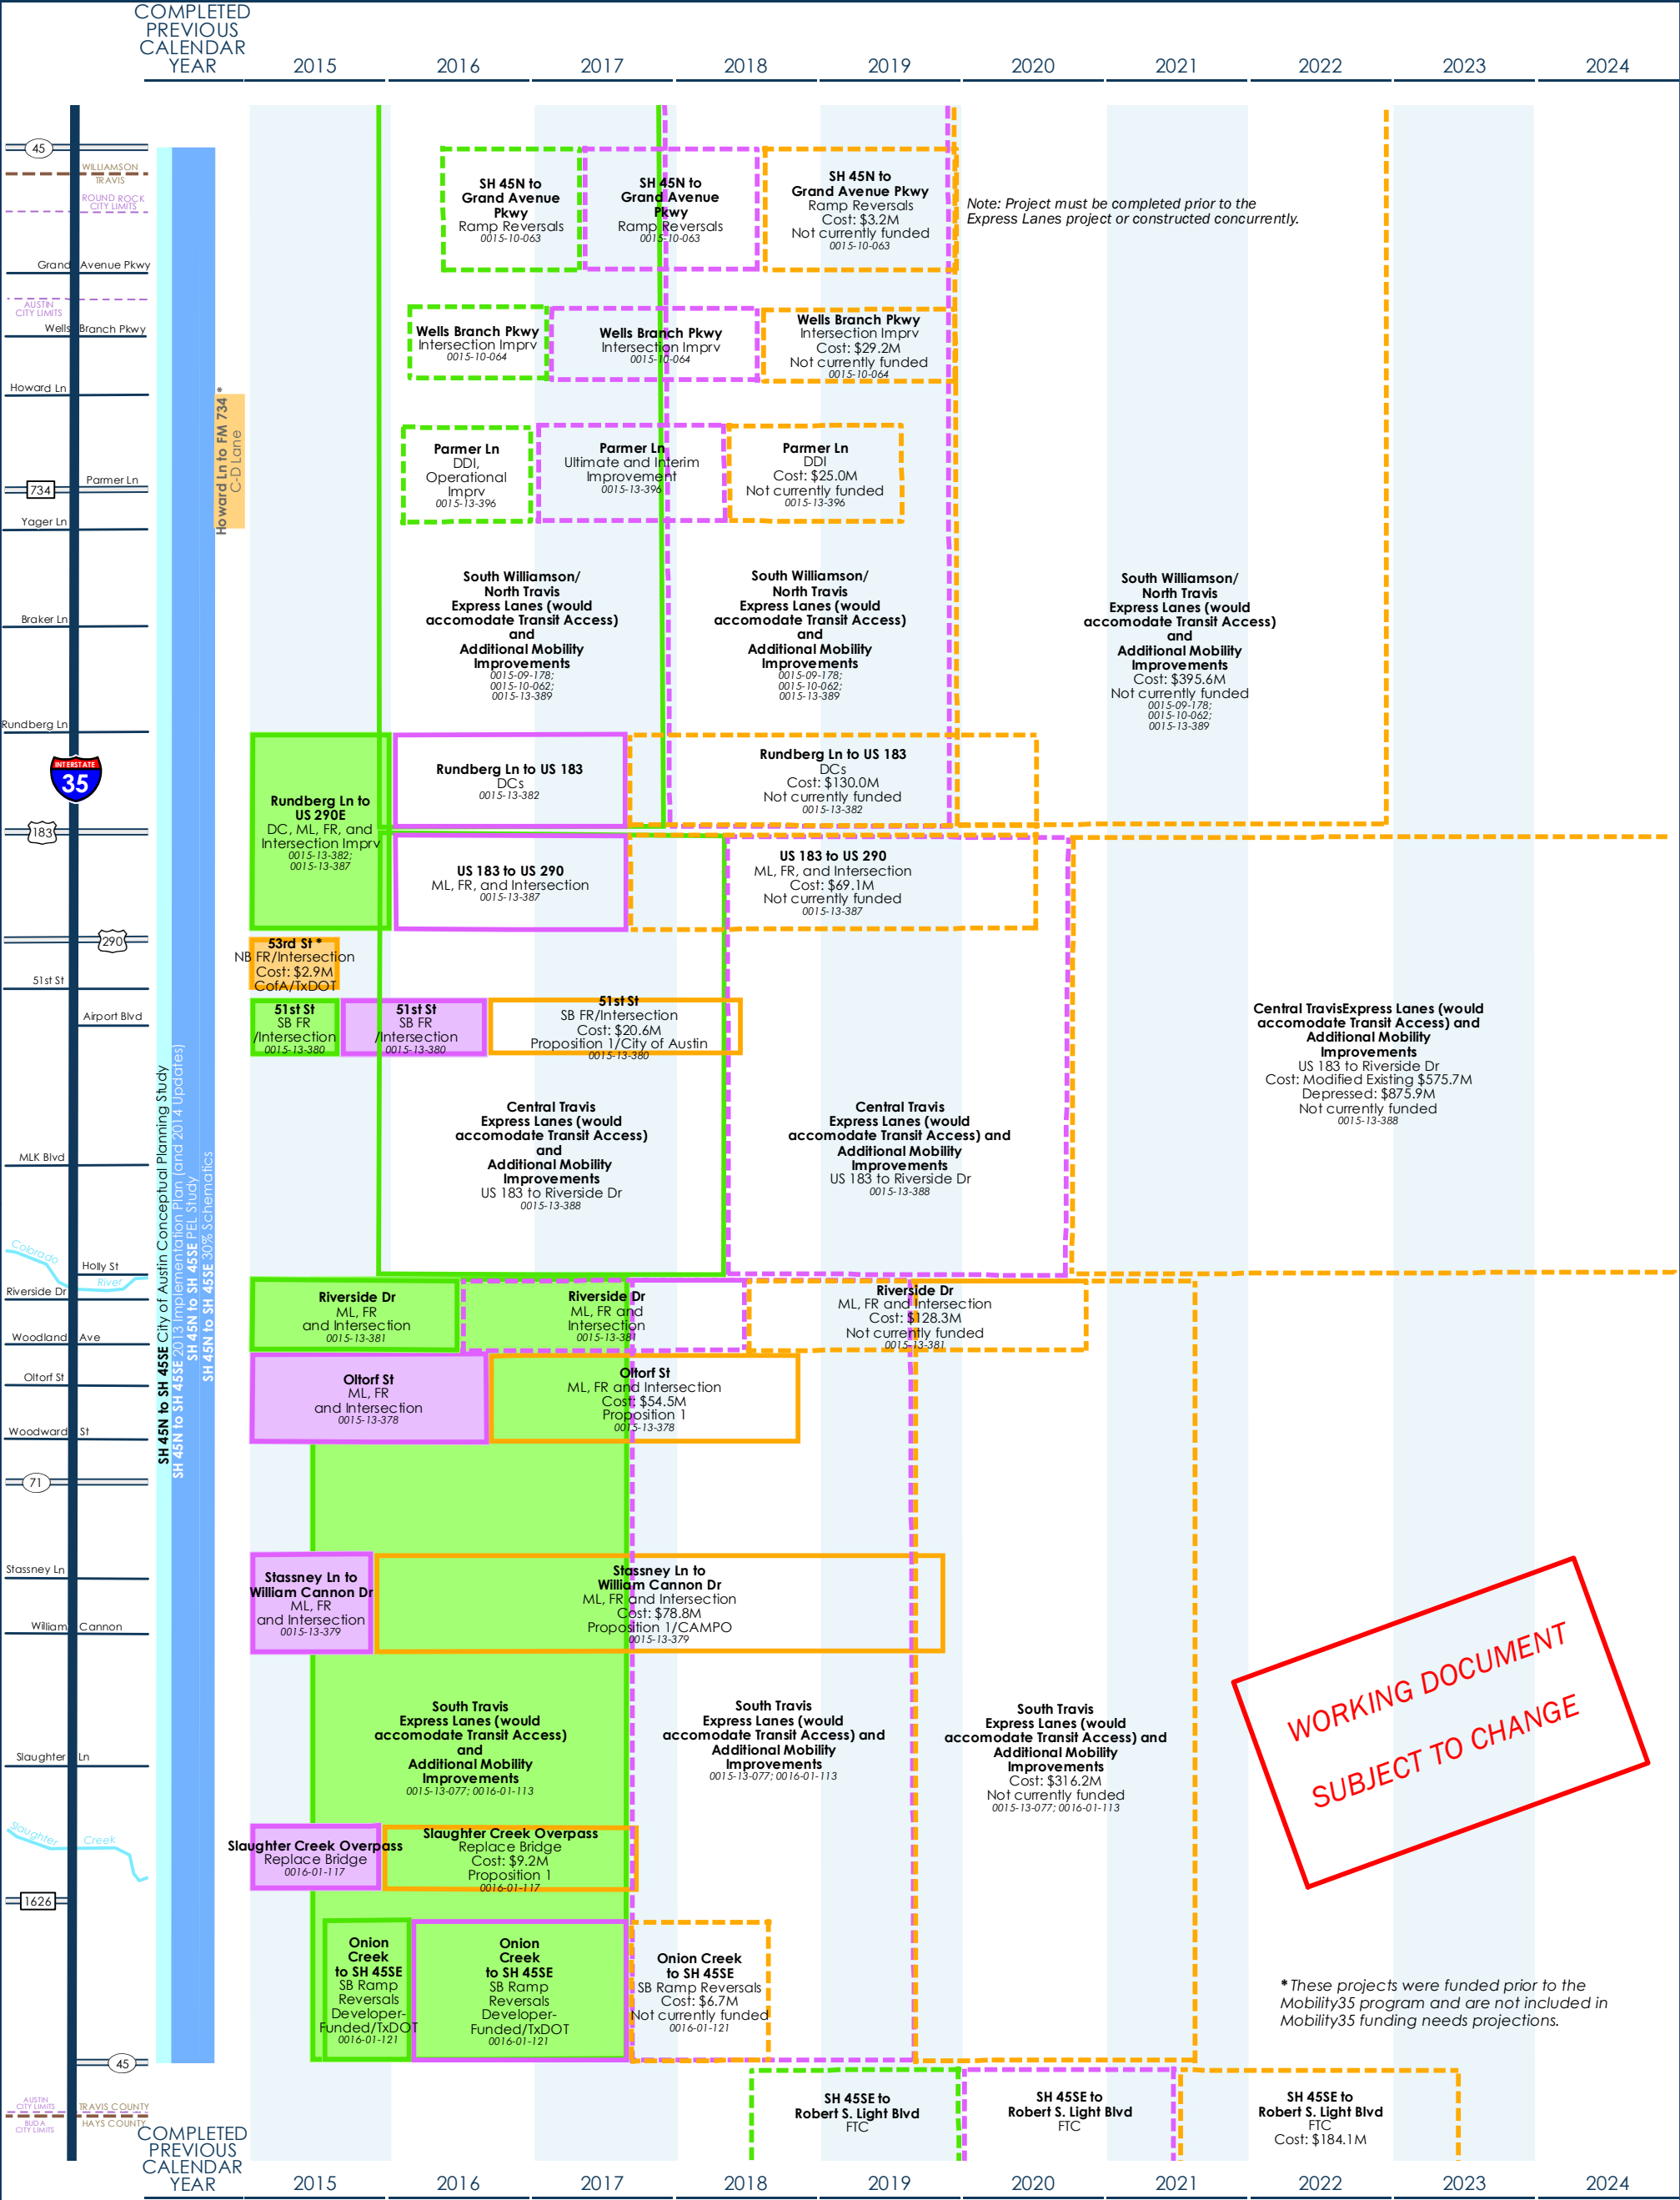 COMPLETED
PREVIOUS
CALENDAR
YEAR
2015
2016
2017
2018
2019
2020
2021
2022
2023
2024
45
WILLIAMSON
TRAVIS
ROUND ROCK
CITY LIMITS
Grand Avenue Pkwy
AUSTIN
CITY LIMITS
Wells Branch Pkwy
Howard Ln
734
Parmer Ln
Yager Ln
Braker Ln
Rundberg Ln
INTERSTATE
35
183
290
51st St
Airport Blvd
MLK Blvd
Colorado
River
Holly St
Riverside Dr
Woodland Ave
Oltorf St
Woodward St
71
Stassney Ln
William Cannon
Slaughter Ln
Slaughter Creek
1626
45
AUSTIN
CITY LIMITS
TRAVIS COUNTY
BUDA
CITY LIMITS
HAYS COUNTY
SH 45N to SH 45SE City of Austin Conceptual Planning Study
SH 45N to SH 45SE 2013 Implementation Plan (and 2014 Updates)
SH 45N to SH 45SE PEL Study
SH 45N to SH 45SE 30% Schematics
Howard Ln to FM 734 *
C-D Lane
SH 45N to
Grand Avenue
Pkwy
Ramp Reversals
0015-10-063
SH 45N to
Grand Avenue
Pkwy
Ramp Reversals
0015-10-063
SH 45N to
Grand Avenue Pkwy
Ramp Reversals
Cost: $3.2M
Not currently funded
0015-10-063
Note: Project must be completed prior to the
Express Lanes project or constructed concurrently.
Wells Branch Pkwy
Intersection Imprv
0015-10-064
Wells Branch Pkwy
Intersection Imprv
0015-10-064
Wells Branch Pkwy
Intersection Imprv
Cost: $29.2M
Not currently funded
0015-10-064
Parmer Ln
DDI,
Operational
Imprv
0015-13-396
Parmer Ln
Ultimate and Interim
Improvement
0015-13-396
Parmer Ln
DDI
Cost: $25.0M
Not currently funded
0015-13-396
South Williamson/
North Travis
Express Lanes (would
accomodate Transit Access)
and
Additional Mobility
Improvements
0015-09-178;
0015-10-062;
0015-13-389
South Williamson/
North Travis
Express Lanes (would
accomodate Transit Access)
and
Additional Mobility
Improvements
0015-09-178;
0015-10-062;
0015-13-389
South Williamson/
North Travis
Express Lanes (would
accomodate Transit Access)
and
Additional Mobility
Improvements
Cost: $395.6M
Not currently funded
0015-09-178;
0015-10-062;
0015-13-389
Rundberg Ln to
US 290E
DC, ML, FR, and
Intersection Imprv
0015-13-382;
0015-13-387
Rundberg Ln to US 183
DCs
0015-13-382
Rundberg Ln to US 183
DCs
Cost: $130.0M
Not currently funded
0015-13-382
US 183 to US 290
ML, FR, and Intersection
0015-13-387
US 183 to US 290
ML, FR, and Intersection
Cost: $69.1M
Not currently funded
0015-13-387
53rd St *
NB FR/Intersection
Cost: $2.9M
CofA/TxDOT
51st St
SB FR
/Intersection
0015-13-380
51st St
SB FR
/Intersection
0015-13-380
51st St
SB FR/Intersection
Cost: $20.6M
Proposition 1/City of Austin
0015-13-380
Central Travis
Express Lanes (would
accomodate Transit Access)
and
Additional Mobility
Improvements
US 183 to Riverside Dr
0015-13-388
Central Travis
Express Lanes (would
accomodate Transit Access) and
Additional Mobility
Improvements
US 183 to Riverside Dr
0015-13-388
Central TravisExpress Lanes (would
accomodate Transit Access) and
Additional Mobility
Improvements
US 183 to Riverside Dr
Cost: Modified Existing $575.7M
Depressed: $875.9M
Not currently funded
0015-13-388
Riverside Dr
ML, FR
and Intersection
0015-13-381
Riverside Dr
ML, FR and
Intersection
0015-13-381
Riverside Dr
ML, FR and Intersection
Cost: $128.3M
Not currently funded
0015-13-381
Oltorf St
ML, FR
and Intersection
0015-13-378
Oltorf St
ML, FR and Intersection
Cost: $54.5M
Proposition 1
0015-13-378
Stassney Ln to
William Cannon Dr
ML, FR
and Intersection
0015-13-379
Stassney Ln to
William Cannon Dr
ML, FR and Intersection
Cost: $78.8M
Proposition 1/CAMPO
0015-13-379
South Travis
Express Lanes (would
accomodate Transit Access)
and
Additional Mobility
Improvements
0015-13-077; 0016-01-113
South Travis
Express Lanes (would
accomodate Transit Access) and
Additional Mobility
Improvements
0015-13-077; 0016-01-113
South Travis
Express Lanes (would
accomodate Transit Access) and
Additional Mobility
Improvements
Cost: $316.2M
Not currently funded
0015-13-077; 0016-01-113
WORKING DOCUMENT
SUBJECT TO CHANGE
Slaughter Creek Overpass
Replace Bridge
0016-01-117
Slaughter Creek Overpass
Replace Bridge
Cost: $9.2M
Proposition 1
0016-01-117
Onion
Creek
to SH 45SE
SB Ramp
Reversals
Developer-
Funded/TxDOT
0016-01-121
Onion
Creek
to SH 45SE
SB Ramp
Reversals
Developer-
Funded/TxDOT
0016-01-121
Onion Creek
to SH 45SE
SB Ramp Reversals
Cost: $6.7M
Not currently funded
0016-01-121
*These projects were funded prior to the
Mobility35 program and are not included in
Mobility35 funding needs projections.
SH 45SE to
Robert S. Light Blvd
FTC
SH 45SE to
Robert S. Light Blvd
FTC
SH 45SE to
Robert S. Light Blvd
FTC
Cost: $184.1M
COMPLETED
PREVIOUS
CALENDAR
YEAR
2015
2016
2017
2018
2019
2020
2021
2022
2023
2024